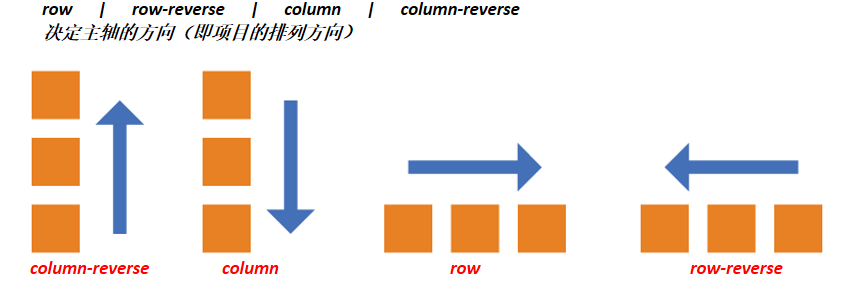 row | row-reverse | column | column-reverse
决定主轴的方向（即项目的排列方向）
column-reverse column row row-reverse